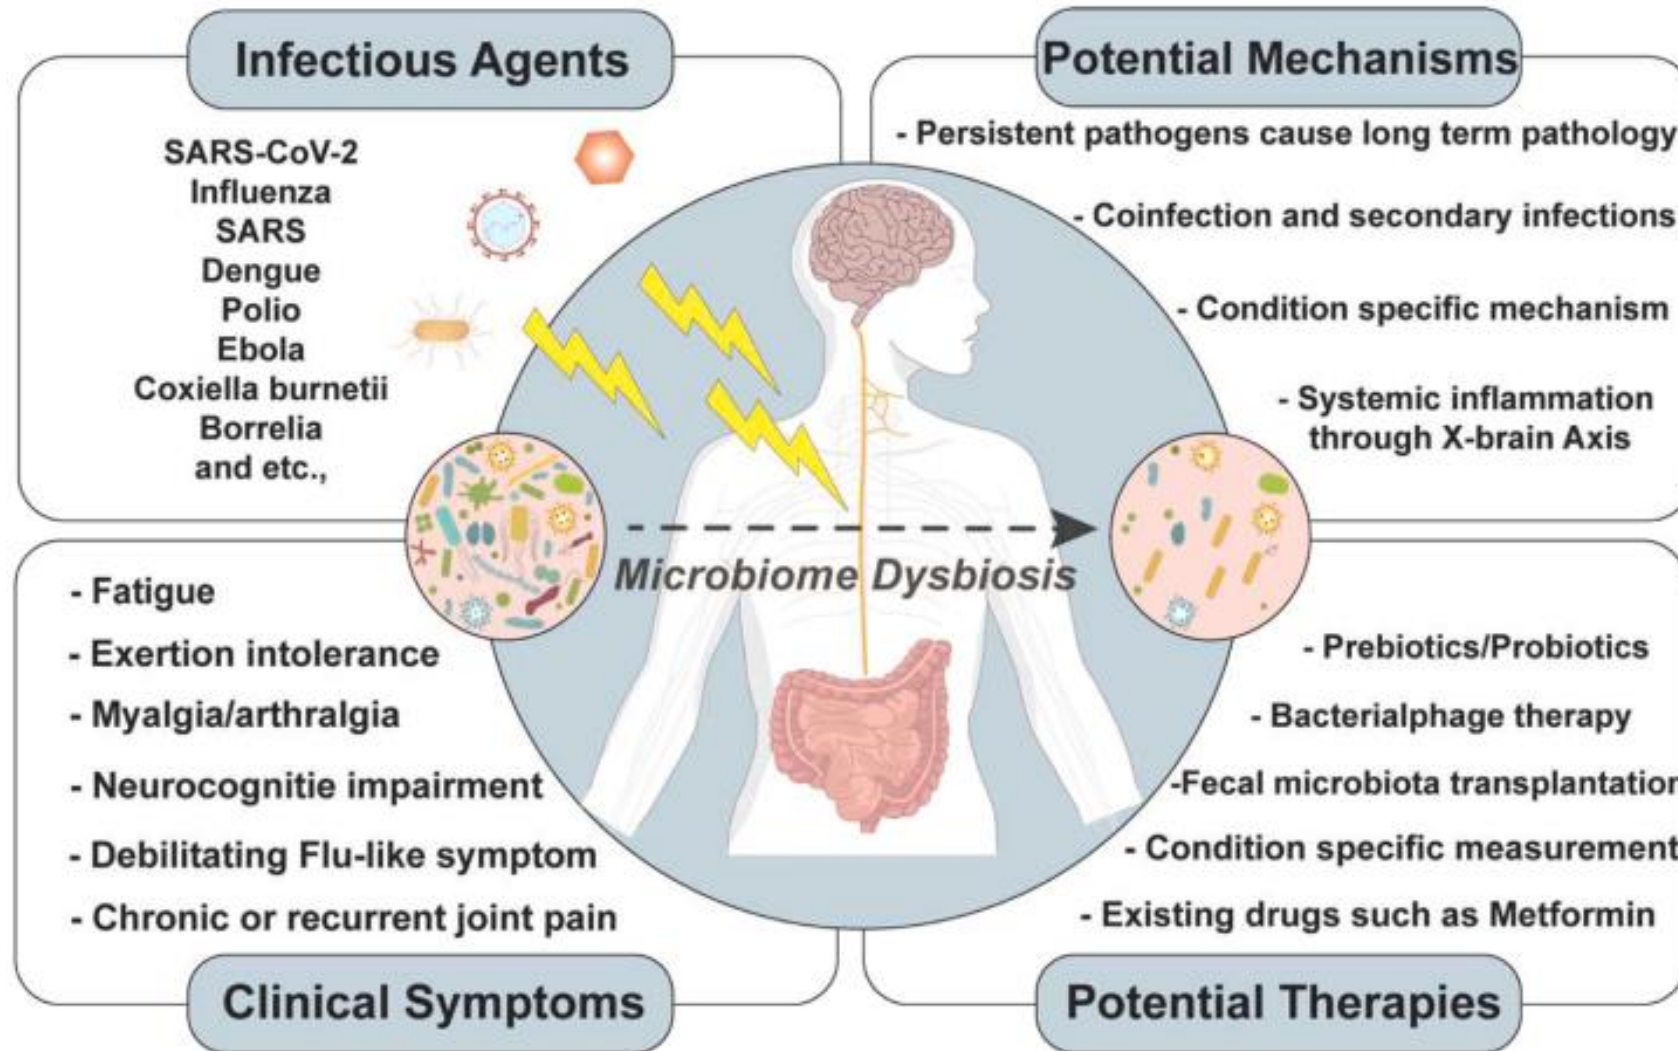 Infectious Agents
SARS-CoV-2
Influenza
SARS
Dengue
Polio
Ebola
Coxiella burnetii
Borrelia
and etc.,
Potential Mechanisms
- Persistent pathogens cause long term pathology
- Coinfection and secondary infections
- Condition specific mechanism
- Systemic inflammation
through X-brain Axis
Microbiome Dysbiosis
- Fatigue
- Exertion intolerance
- Myalgia/arthralgia
- Neurocognitie impairment
- Debilitating Flu-like symptom
- Chronic or recurrent joint pain
Clinical Symptoms
- Prebiotics/Probiotics
- Bacterialphage therapy
-Fecal microbiota transplantation
- Condition specific measurement
- Existing drugs such as Metformin
Potential Therapies